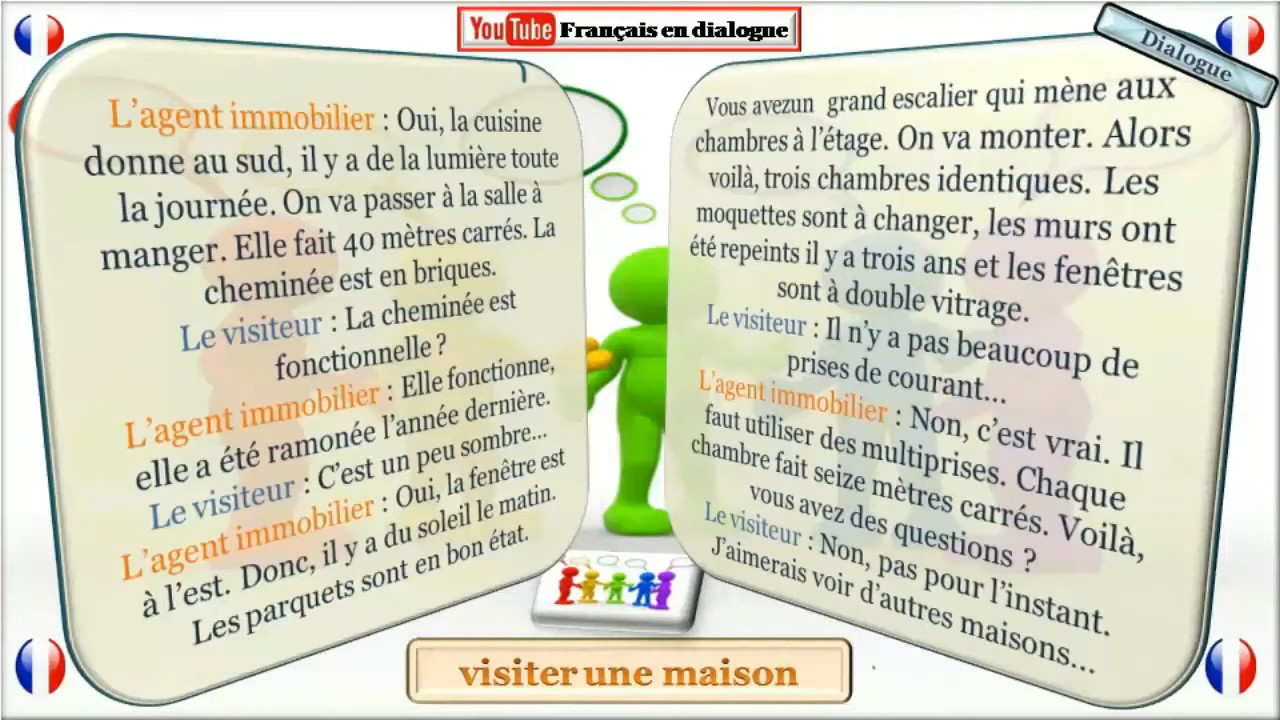 YouTube Français en dialogue
Dialogue
L'agent immobilier : Oui, la cuisine
donne au sud, il y a de la lumière toute
la journée. On va passer à la salle à
manger. Elle fait 40 mètres carrés. La
cheminée est en briques.
Le visiteur : La cheminée est
fonctionnelle ?
L'agent immobilier : Elle fonctionne,
elle a été ramonée l'année dernière.
Le visiteur : C'est un peu sombre...
L'agent immobilier : Oui, la fenêtre est
à l'est. Donc, il y a du soleil le matin.
Les parquets sont en bon état.
Vous avezun grand escalier qui mène aux
chambres à l'étage. On va monter. Alors
voilà, trois chambres identiques. Les
moquettes sont à changer, les murs ont
été repeints il y a trois ans et les fenêtres
sont à double vitrage.
Le visiteur : Il n'y a pas beaucoup de
prises de courant...
L'agent immobilier : Non, c'est vrai. Il
faut utiliser des multiprises. Chaque
chambre fait seize mètres carrés. Voilà,
vous avez des questions ?
Le visiteur : Non, pas pour l'instant.
J'aimerais voir d'autres maisons...
visiter une maison